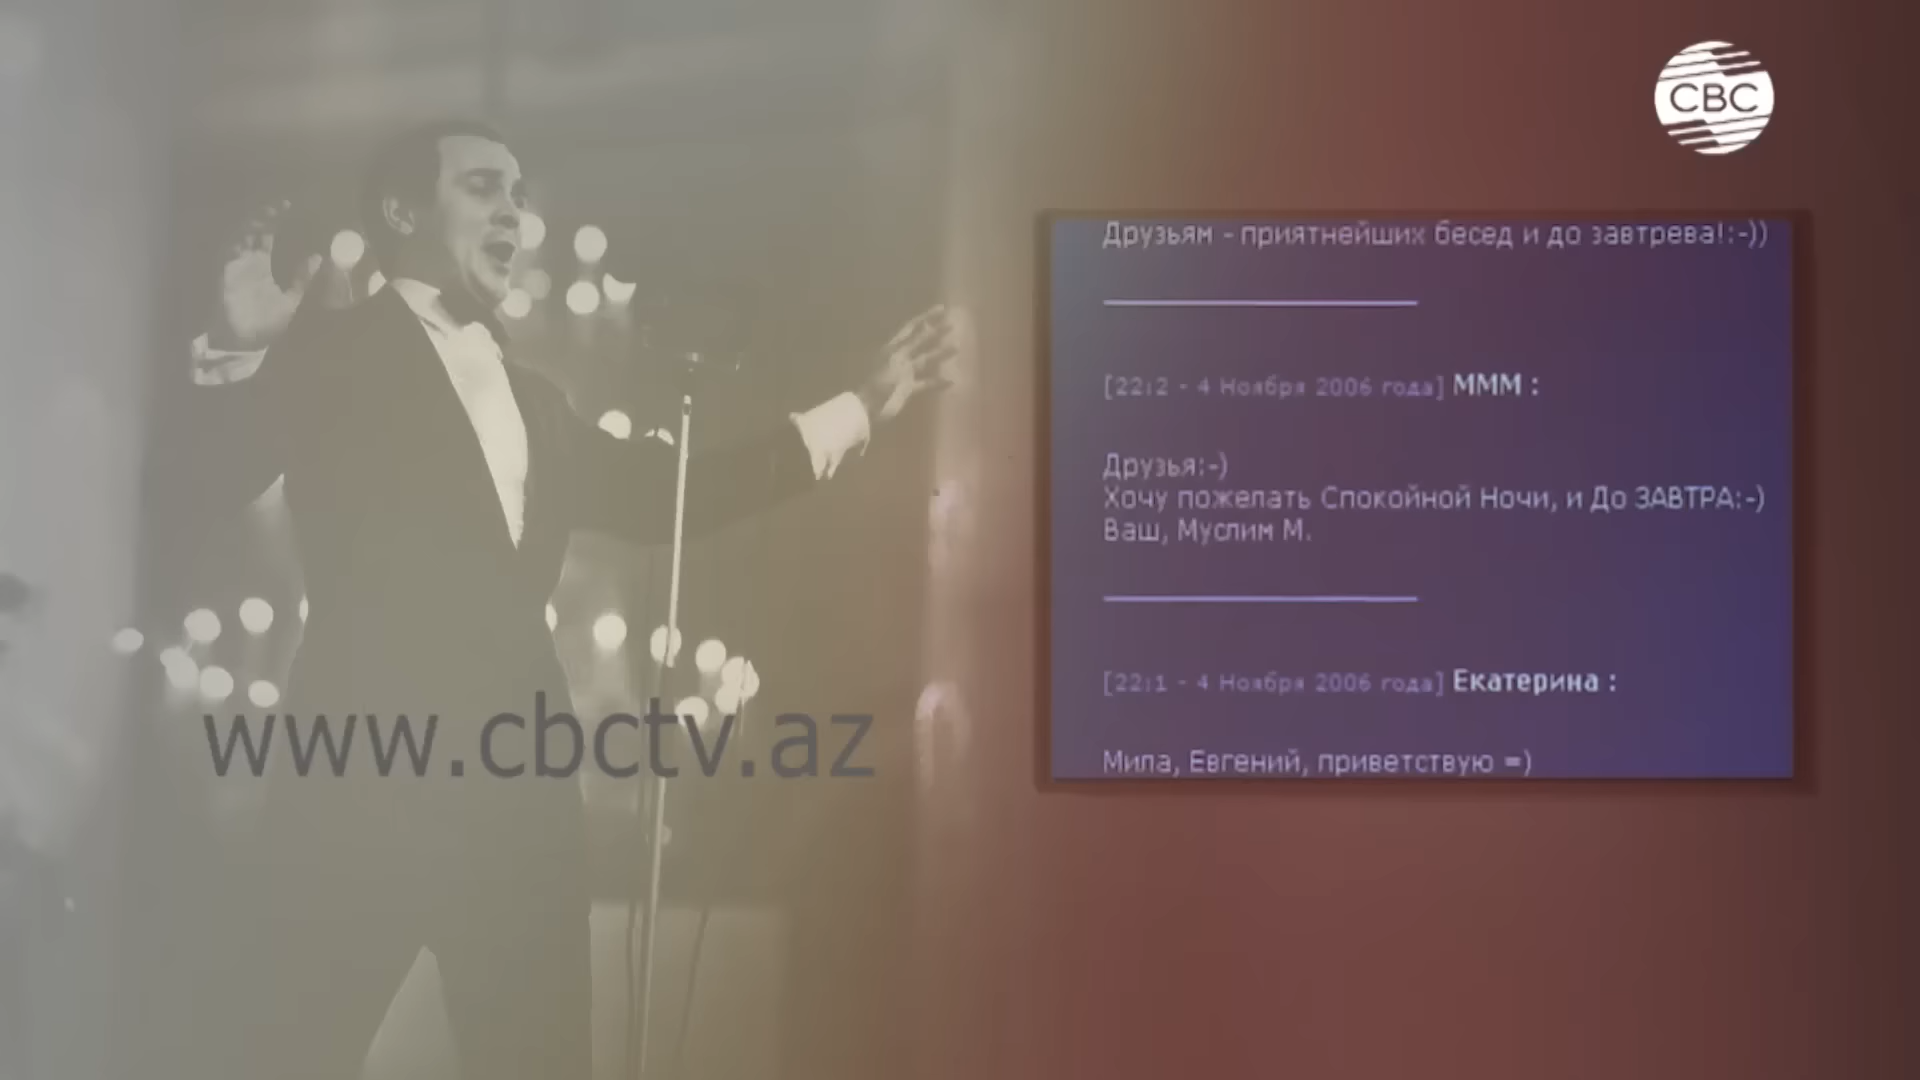 CBC
Друзьям - приятнейших бесед и до завтрева!:-))
[22:2 - 4 Ноября 2006 года] МММ :
Друзья:-)
Хочу пожелать Спокойной Ночи, и До ЗАВТРА:-)
Ваш, Муслим М.
[22:1 - 4 Ноября 2006 года] Екатерина :
Мила, Евгений, приветствую =)
www.cbctv.az